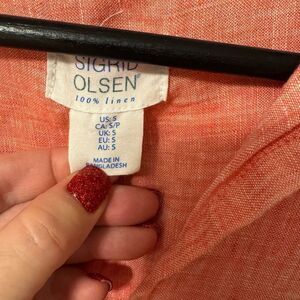 SIGRID
OLSEN
100% linen
US: S
CA: S/P
UK: S
EU: S
AU: S
MADE IN
BANGLADESH